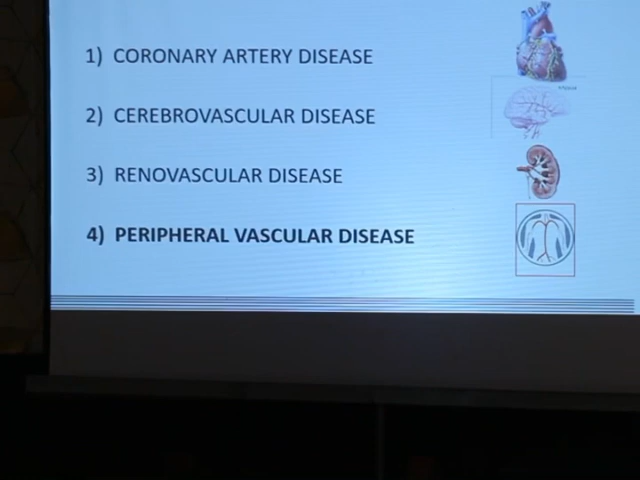 1) CORONARY ARTERY DISEASE
2) CEREBROVASCULAR DISEASE
3) RENOVASCULAR DISEASE
4) PERIPHERAL VASCULAR DISEASE